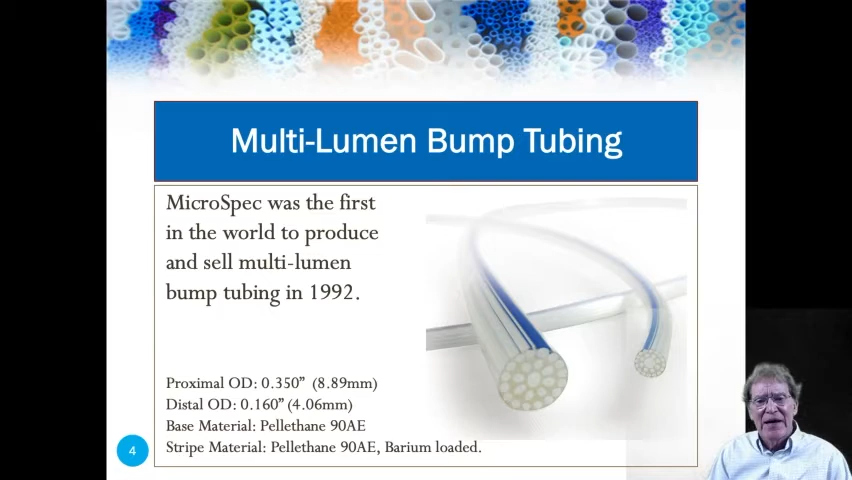 Multi-Lumen Bump Tubing
MicroSpec was the first
in the world to produce
and sell multi-lumen
bump tubing in 1992.
Proximal OD: 0.350” (8.89mm)
Distal OD: 0.160” (4.06mm)
Base Material: Pellethane 90AE
Stripe Material: Pellethane 90AE, Barium loaded.
4